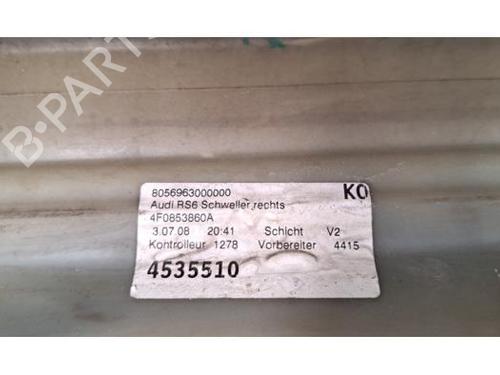 B-PARTS
8056963000000 KO
Audi RS6 Schweller,rechts
4F0853860A
3.07.08 20:41 Schicht V2
Kontrolleur 1278 Vorbereiter 4415
4535510